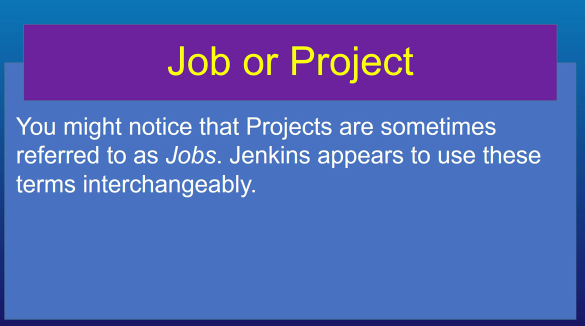 Job or Project
You might notice that Projects are sometimes
referred to as Jobs. Jenkins appears to use these
terms interchangeably.